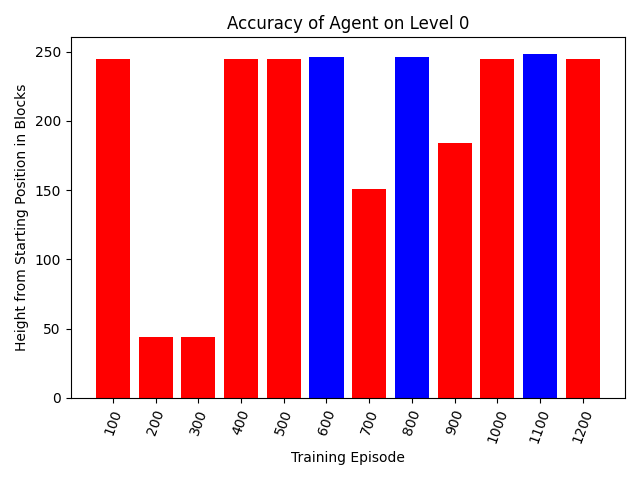 Accuracy of Agent on Level 0
Height from Starting Position in Blocks
250
200
150
100
50
0
100 200 300 400 500 600 700 800 900 1000 1100 1200
Training Episode